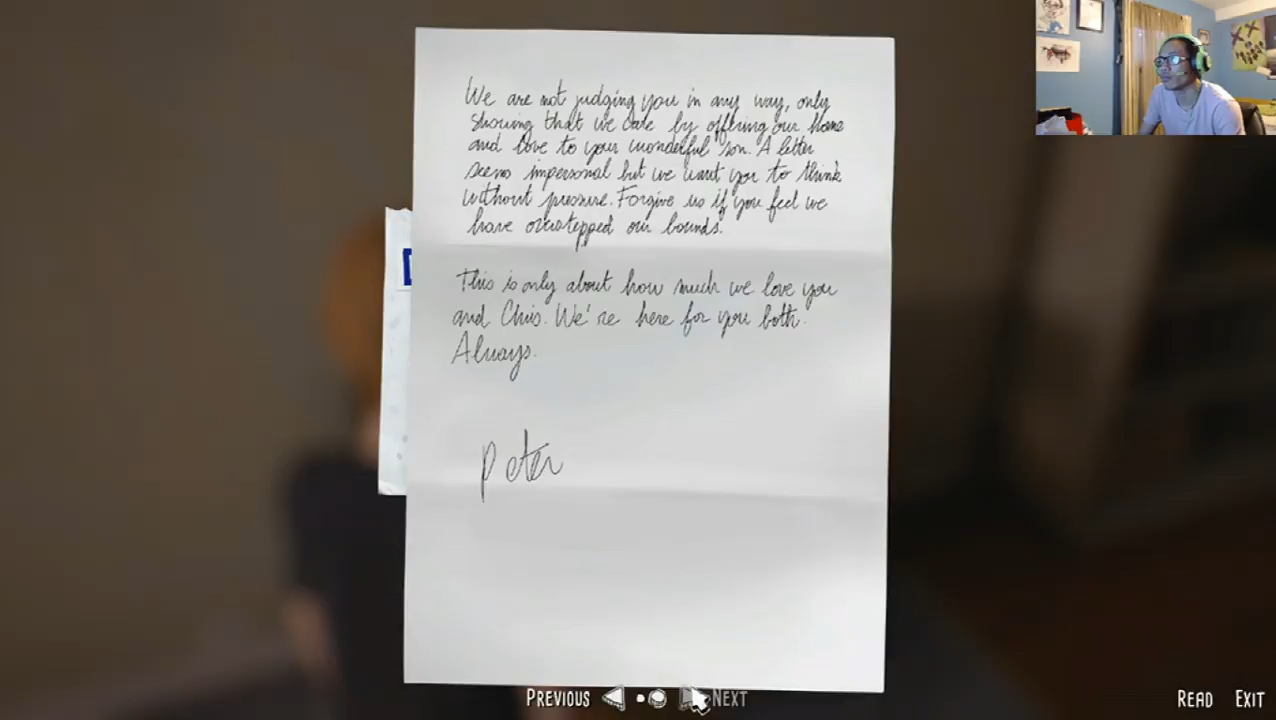 We are not judging you in any way, only
showing that we care by offering our home
and love to your wonderful son. A letter
seems impersonal but we want you to think
without pressure. Forgive us if you feel we
have overstepped our bounds.
This is only about how much we love you
and Chris. We're here for you both.
Always.
Peter
PREVIOUS
NEXT
READ
EXIT